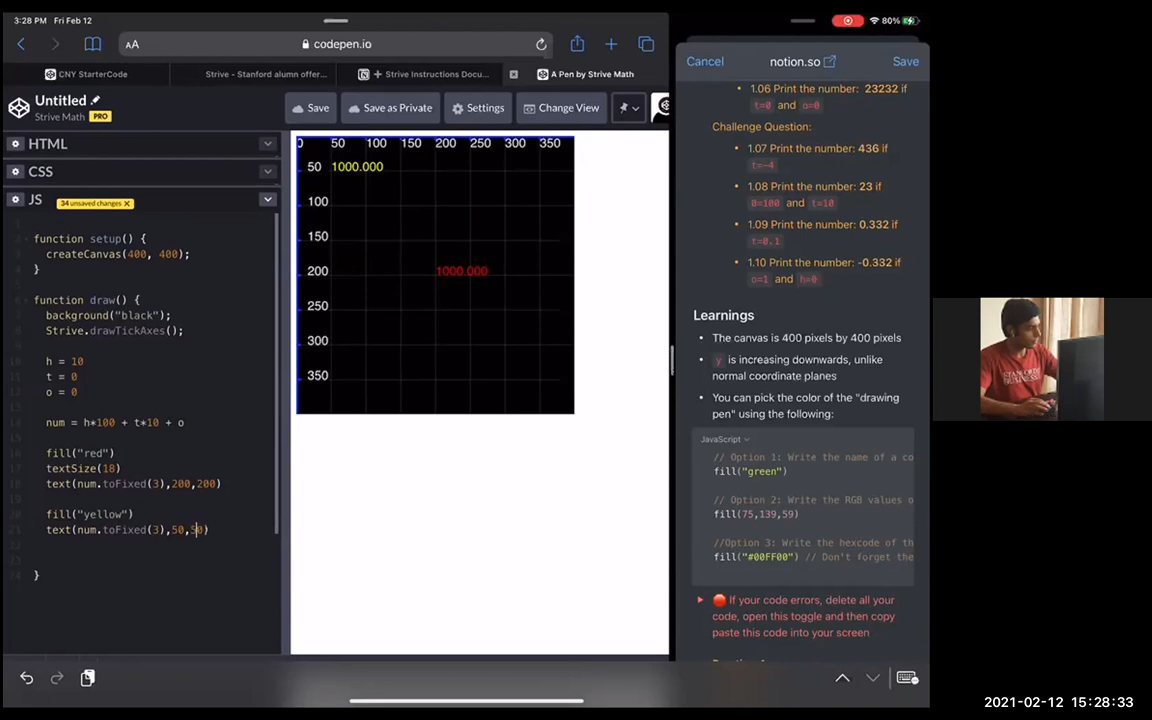 3:28 PM Fri Feb 12
80%
AA
codepen.io
CNY StarterCode
Strive - Stanford alumn offer...
+ Strive Instructions Docu...
A Pen by Strive Math
Untitled
Strive Math PRO
Save
Save as Private
Settings
Change View
HTML
CSS
JS
34 unsaved changes ×
function setup() {
createCanvas(400, 400);
}
function draw() {
background("black");
Strive.drawTickAxes();
h = 10
t = 0
o = 0
num = h*100 + t*10 + o
fill("red")
textSize(18)
text(num.toFixed(3),200,200)
fill("yellow")
text(num.toFixed(3),50,50)
}
0 50 100 150 200 250 300 350
50 1000.000
100
150
200 1000.000
250
300
350
Cancel
notion.so
Save
1.06 Print the number: 23232 if
t=0 and o=0
Challenge Question:
1.07 Print the number: 436 if
t=-4
1.08 Print the number: 23 if
0=100 and t=10
1.09 Print the number: 0.332 if
t=0.1
1.10 Print the number: -0.332 if
o=1 and h=0
Learnings
The canvas is 400 pixels by 400 pixels
y is increasing downwards, unlike
normal coordinate planes
You can pick the color of the "drawing
pen" using the following:
JavaScript
// Option 1: Write the name of a co
fill("green")
// Option 2: Write the RGB values o
fill(75,139,59)
//Option 3: Write the hexcode of th
fill("#00FF00") // Don't forget the
If your code errors, delete all your
code, open this toggle and then copy
paste this code into your screen
STANFORD
BUSINESS
2021-02-12 15:28:33